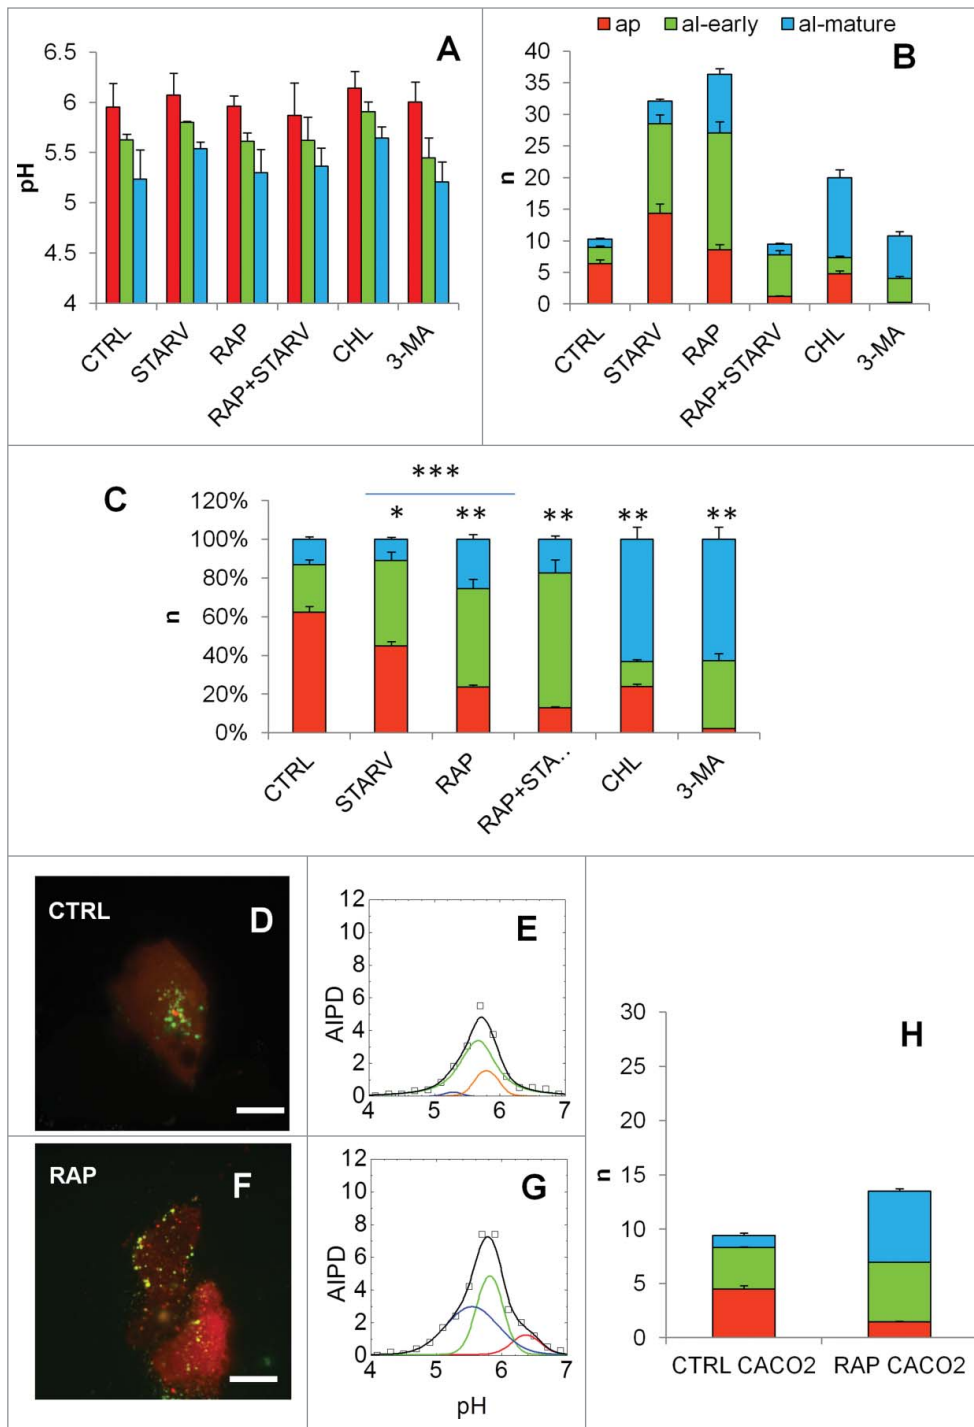 A
6.5
6
5.5
5
4.5
4
pH
CTRL
STARV
RAP
RAP+STARV
CHL
3-MA
ap al-early al-mature
B
40
35
30
25
20
15
10
5
0
n
CTRL
STARV
RAP
RAP+STARV
CHL
3-MA
C
***
* ** ** ** **
120%
100%
80%
60%
40%
20%
0%
n
CTRL
STARV
RAP
RAP+STA..
CHL
3-MA
CTRL
D
E
12
10
8
6
4
2
0
AIPD
4 5 6 7
RAP
F
G
12
10
8
6
4
2
0
AIPD
4 5 6 7
pH
H
30
25
20
15
10
5
0
n
CTRL CACO2 RAP CACO2